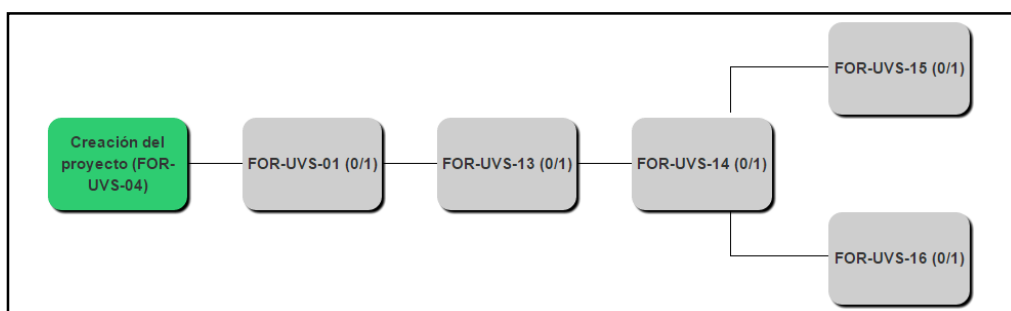 FOR-UVS-15 (0/1)
Creación del
proyecto (FOR-
UVS-04)
FOR-UVS-01 (0/1)
FOR-UVS-13 (0/1)
FOR-UVS-14 (0/1)
FOR-UVS-16 (0/1)